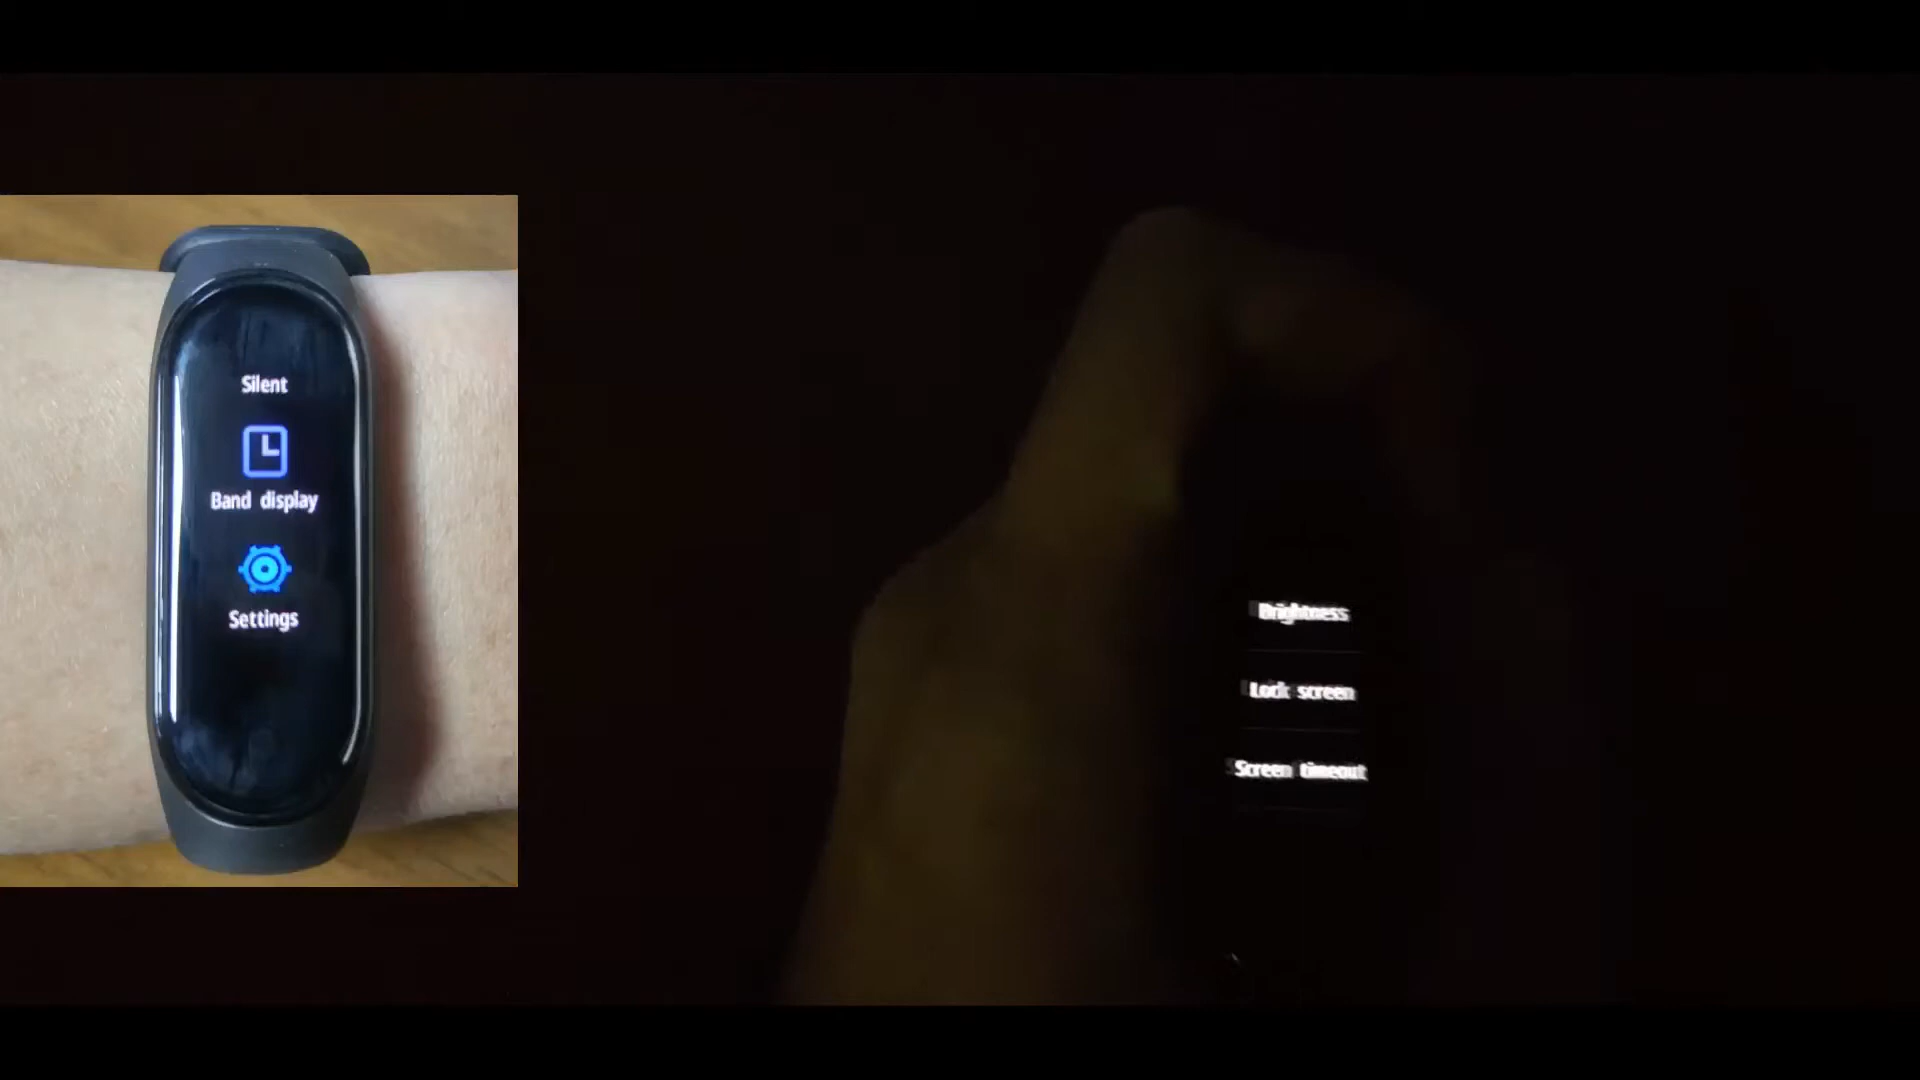 Silent
Band display
Settings
Brightness
Lock screen
Screen timeout